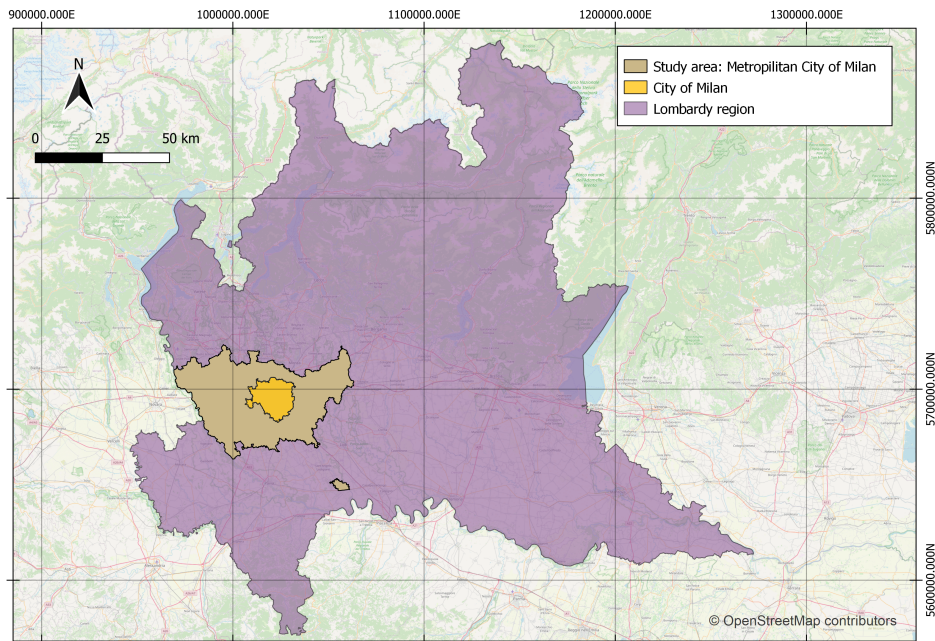 900000.000E 1000000.000E 1100000.000E 1200000.000E 1300000.000E
N
0 25 50 km
Study area: Metropilitan City of Milan
City of Milan
Lombardy region
5800000.000N
5700000.000N
5600000.000N
© OpenStreetMap contributors